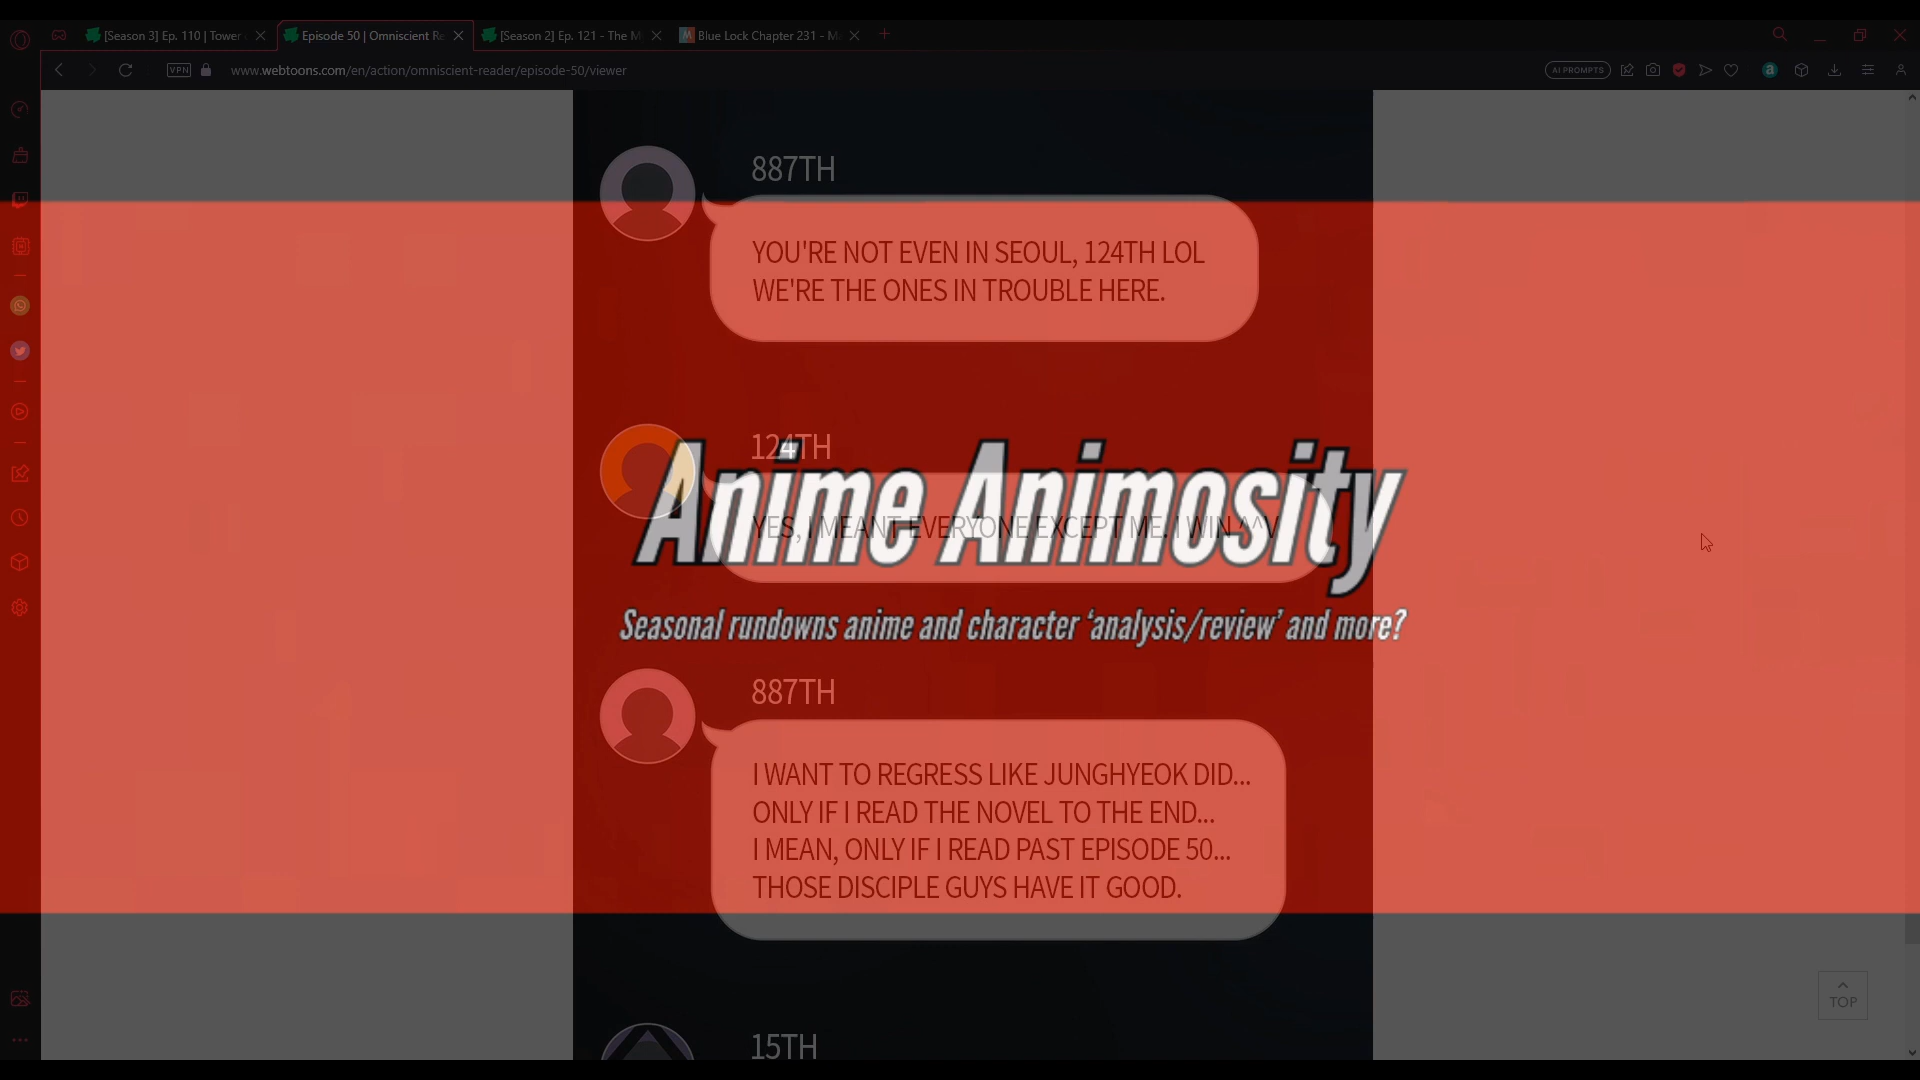 [Season 3] Ep. 110 | Tower
Episode 50 | Omniscient Re
[Season 2] Ep. 121 - The M
Blue Lock Chapter 231 - M
VPN
www.webtoons.com/en/action/omniscient-reader/episode-50/viewer
AI PROMPTS
887TH
YOU'RE NOT EVEN IN SEOUL, 124TH LOL
WE'RE THE ONES IN TROUBLE HERE.
124TH
YES, I MEANT EVERYONE EXCEPT ME. I WIN ^^V
Anime Animosity
Seasonal rundowns anime and character ‘analysis/review’ and more?
887TH
I WANT TO REGRESS LIKE JUNGHYEOK DID...
ONLY IF I READ THE NOVEL TO THE END...
I MEAN, ONLY IF I READ PAST EPISODE 50...
THOSE DISCIPLE GUYS HAVE IT GOOD.
TOP
15TH